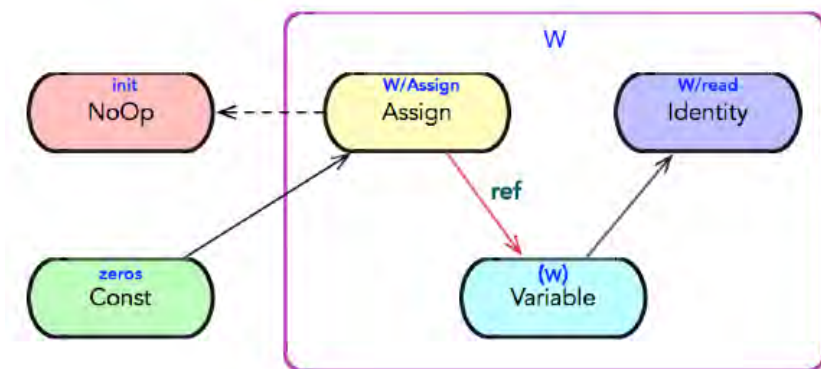 W
init
NoOp
W/Assign
Assign
W/read
Identity
ref
zeros
Const
(w)
Variable